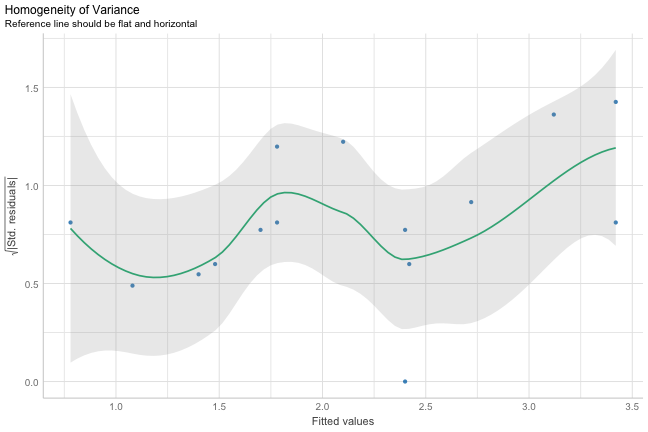 Homogeneity of Variance
Reference line should be flat and horizontal
√|Std. residuals|
1.5
1.0
0.5
0.0
1.0 1.5 2.0 2.5 3.0 3.5
Fitted values